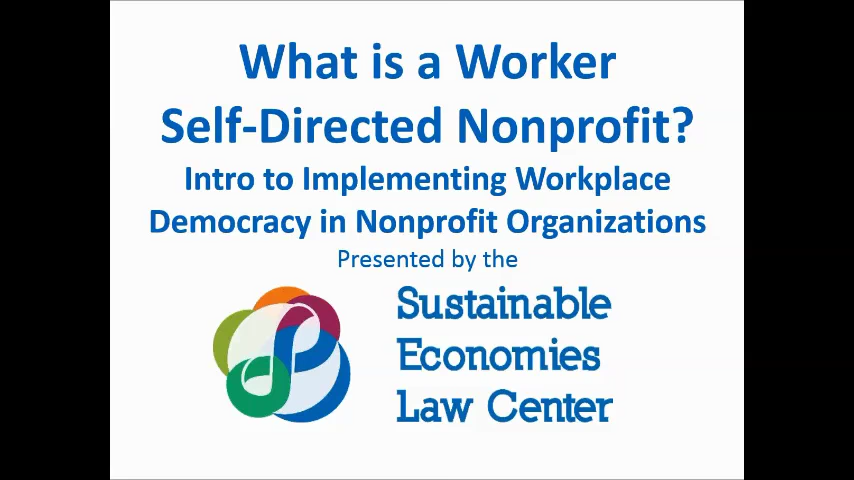 What is a Worker
Self-Directed Nonprofit?
Intro to Implementing Workplace
Democracy in Nonprofit Organizations
Presented by the
Sustainable
Economies
Law Center